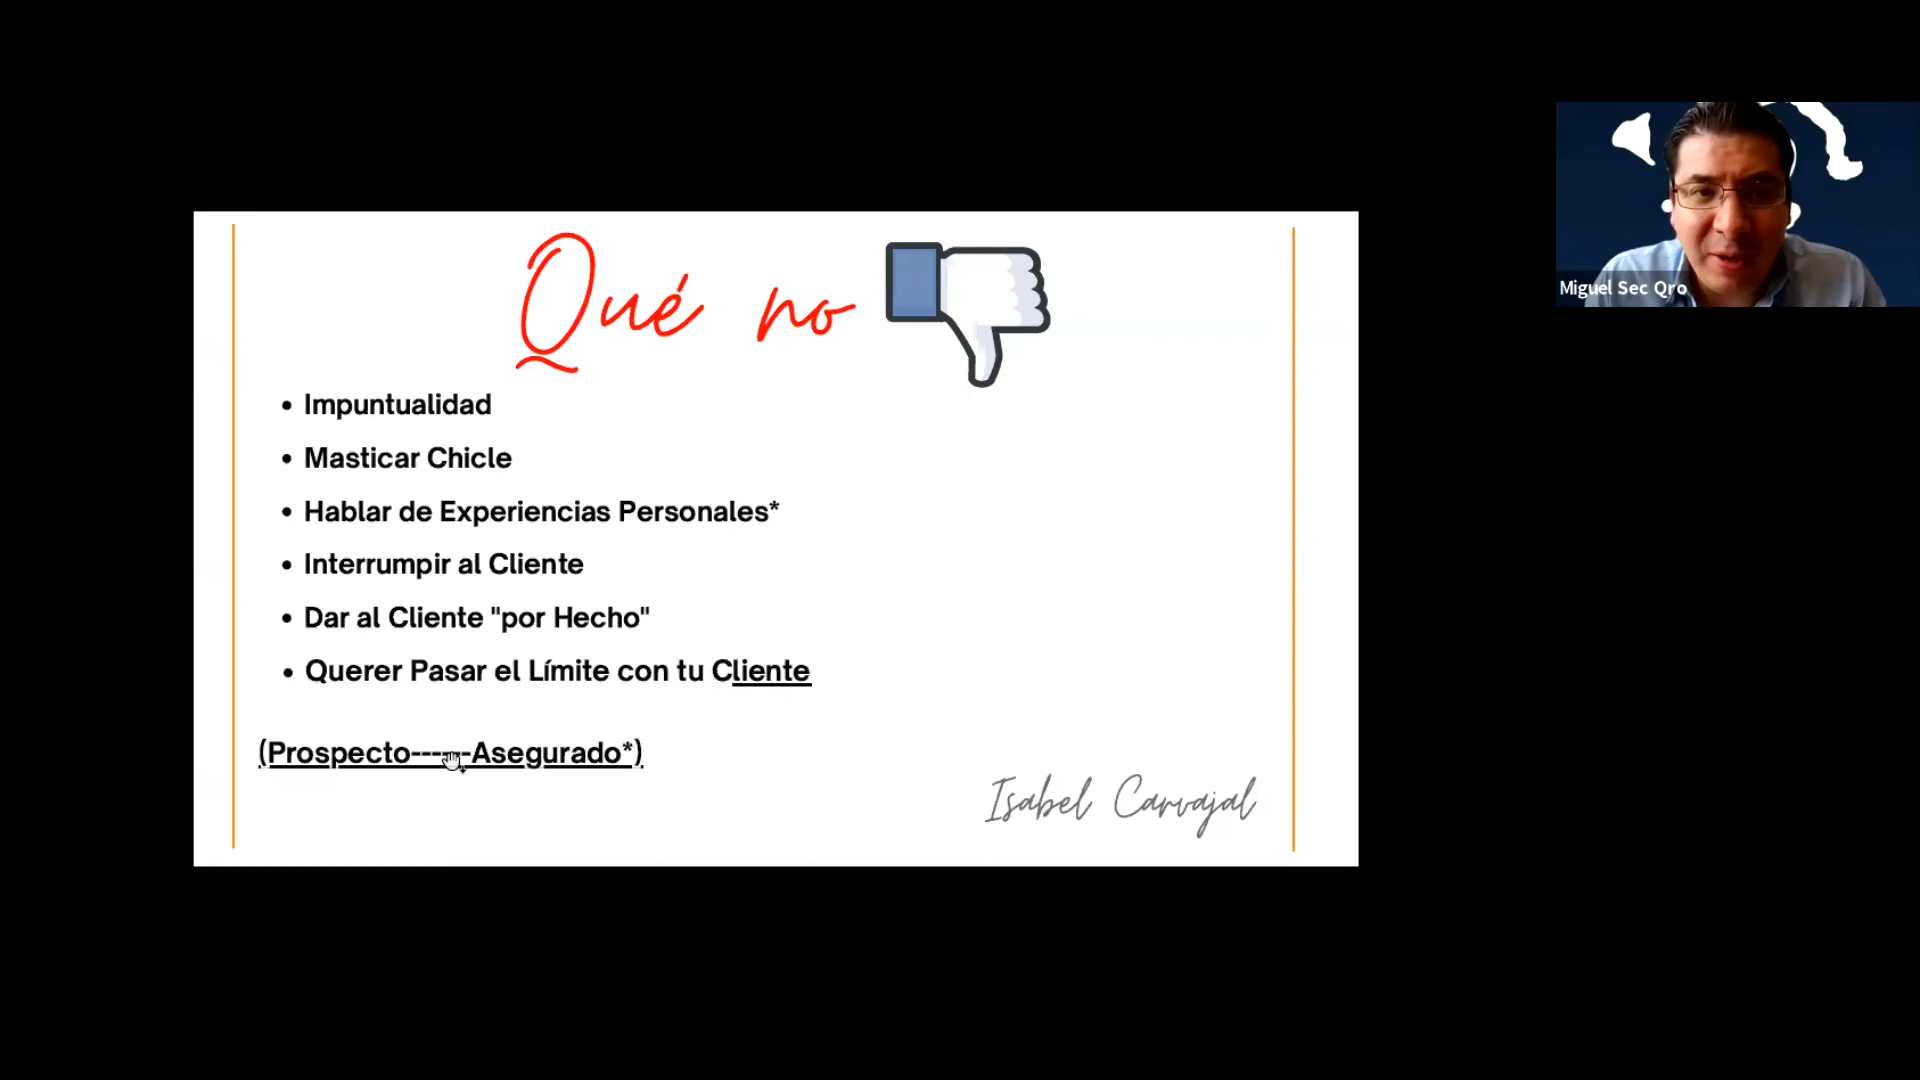 Qué no
Impuntualidad
Masticar Chicle
Hablar de Experiencias Personales*
Interrumpir al Cliente
Dar al Cliente "por Hecho"
Querer Pasar el Límite con tu Cliente
(Prospecto------Asegurado*)
Isabel Carvajal
Miguel Sec Qro